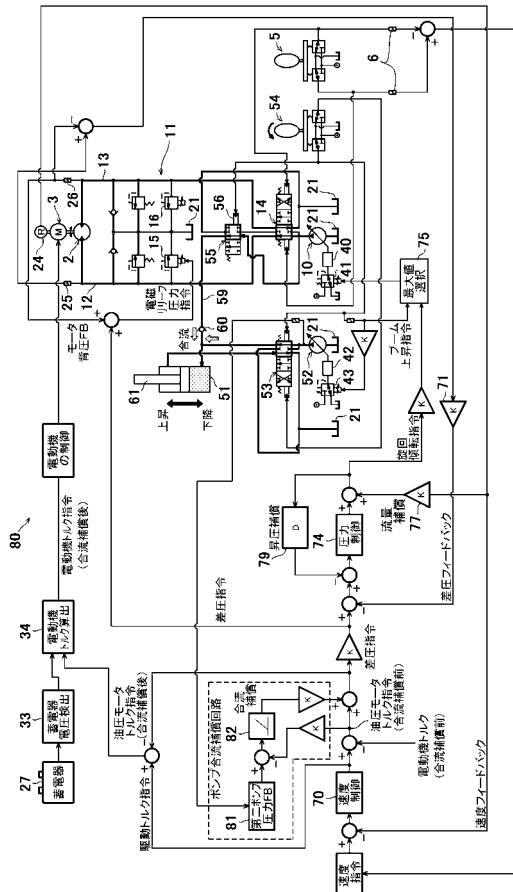 80
27
蓄電器
33
蓄電器
電圧検出
34
電動機
トルク算出
電動機トルク指令
(合流補償後)
電動機
の制御
油圧モータ
トルク指令
(合流補償後)
駆動トルク指令
差圧指令
モータ
背圧FB
電磁
リリーフ
圧力
指令
24
R
3
M
2
25
26
12
13
11
15
16
21
合流
60
59
55
56
14
61
上昇
下降
51
53
52
42
43
21
21
10
40
41
21
21
54
5
6
75
最大値
選択
ブーム
上昇指令
旋回
傾転指令
K
K
71
K
77
K
流量
補償
74
圧力
制御
79
昇圧補償
D
差圧指令
K
差圧フィードバック
ポンプ合流補償回路
81
第二ポンプ
圧力FB
82
合流
補償
K
K
油圧モータ
トルク指令
(合流補償前)
電動機トルク
(合流補償前)
70
速度
制御
速度指令
速度フィードバック